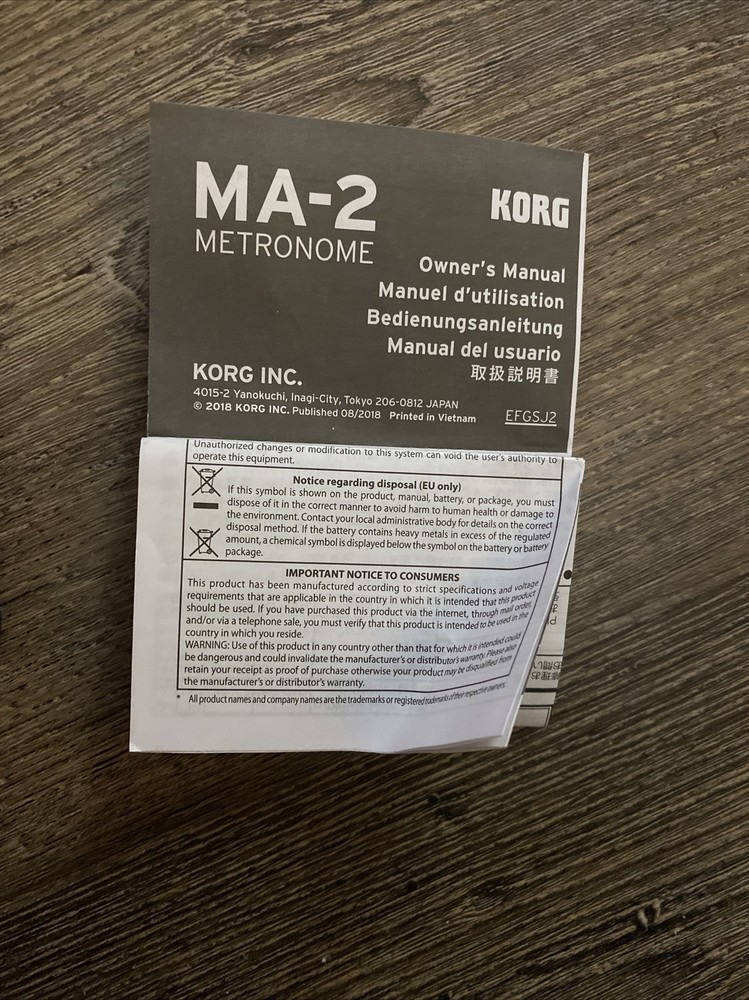 MA-2
METRONOME
KORG
Owner's Manual
Manuel d'utilisation
Bedienungsanleitung
Manual del usuario
取扱説明書
KORG INC.
4015-2 Yanokuchi, Inagi-City, Tokyo 206-0812 JAPAN
© 2018 KORG INC. Published 08/2018 Printed in Vietnam
EFGSJ2
Unauthorized changes or modification to this system can void the user's authority to
operate this equipment.
Notice regarding disposal (EU only)
If this symbol is shown on the product, manual, battery, or package, you must
dispose of it in the correct manner to avoid harm to human health or damage to
the environment. Contact your local administrative body for details on the correct
disposal method. If the battery contains heavy metals in excess of the regulated
amount, a chemical symbol is displayed below the symbol on the battery or battery
package.
IMPORTANT NOTICE TO CONSUMERS
This product has been manufactured according to strict specifications and voltage
requirements that are applicable in the country in which it is intended that this product
should be used. If you have purchased this product via the internet, through mail order,
and/or via a telephone sale, you must verify that this product is intended to be used in the
country in which you reside.
WARNING: Use of this product in any country other than that for which it is intended could
be dangerous and could invalidate the manufacturer's or distributor's warranty. Please also
retain your receipt as proof of purchase otherwise your product may be disqualified from
the manufacturer's or distributor's warranty.
* All product names and company names are the trademarks or registered trademarks of their respective owners.